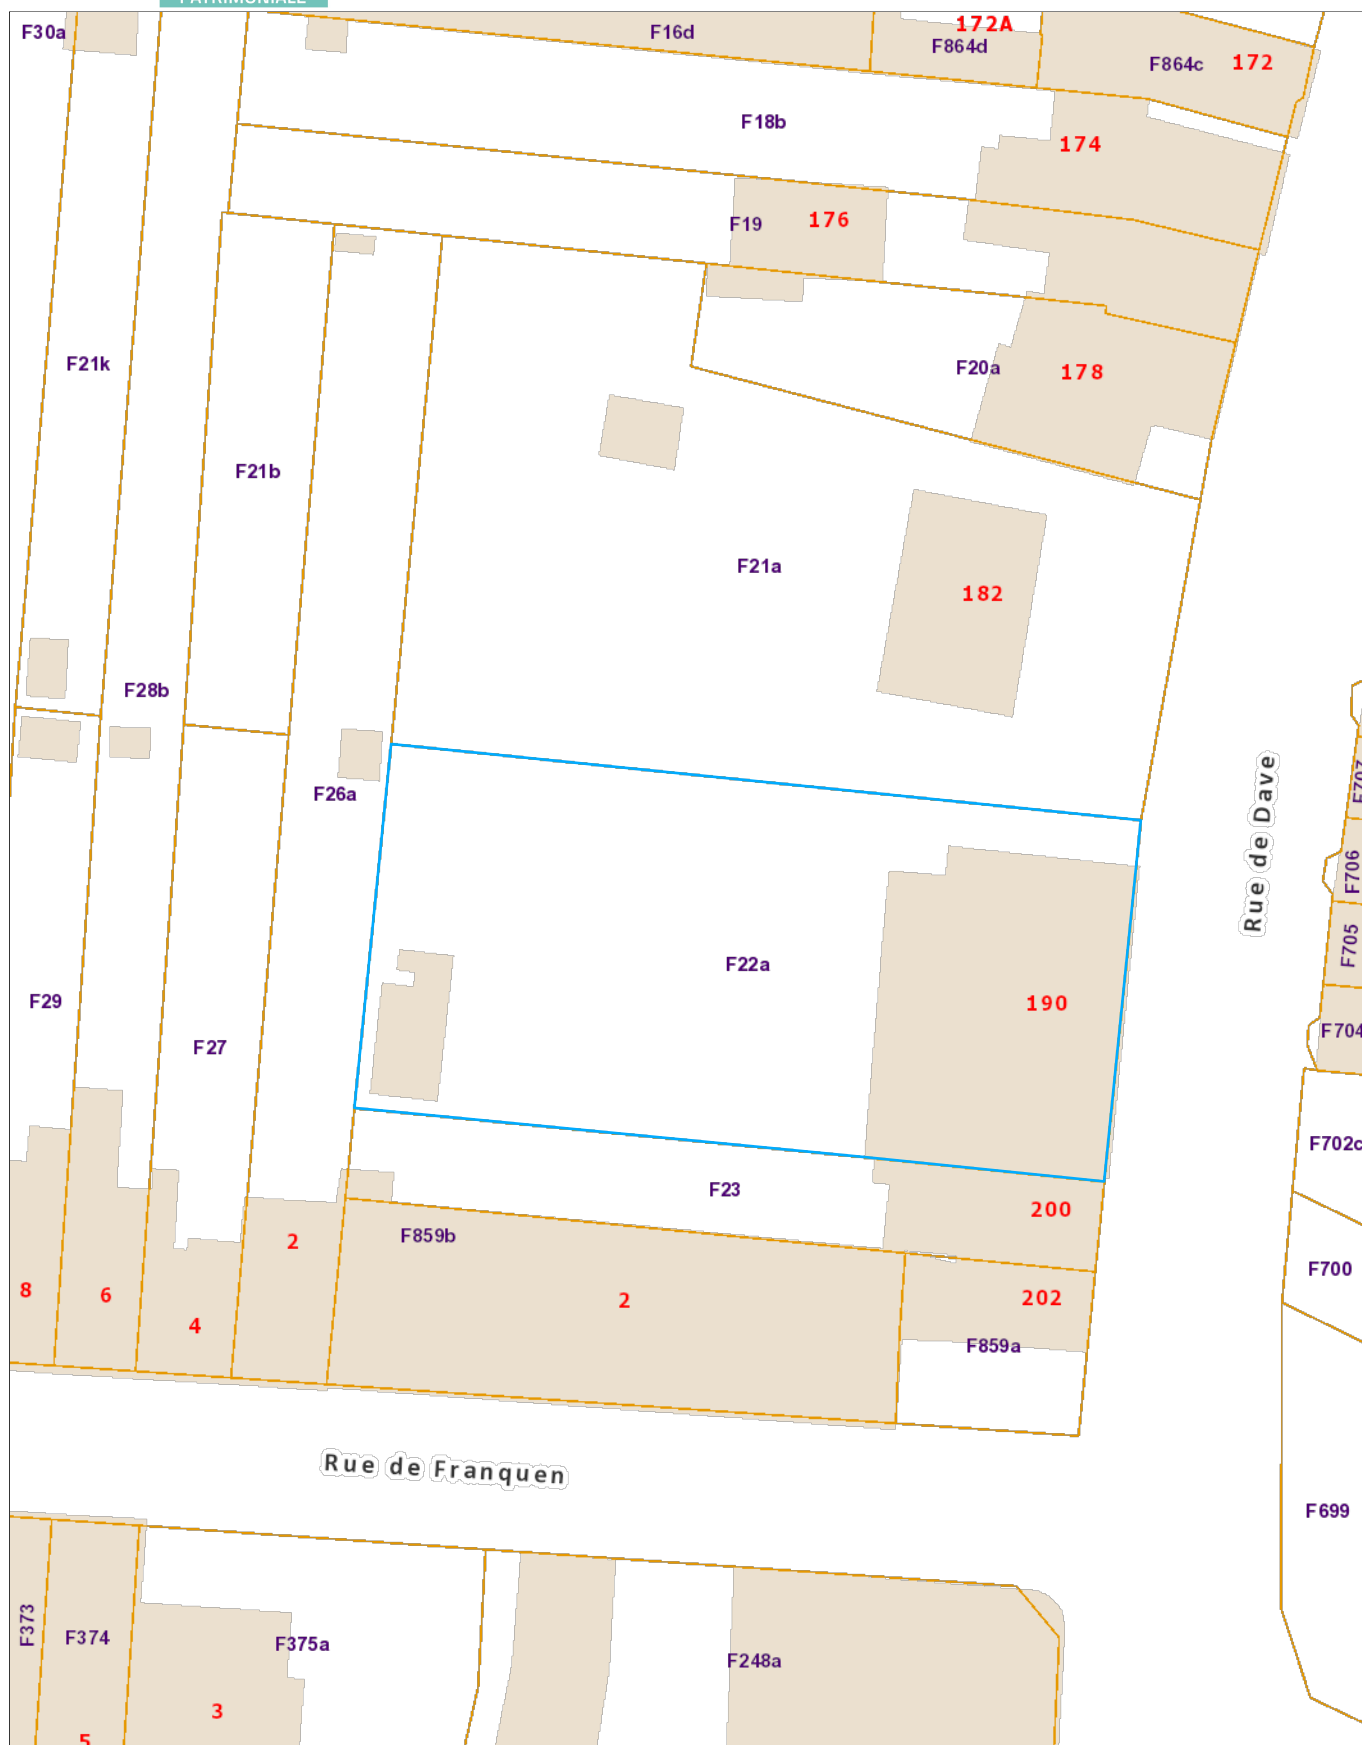 PATRIMONIALE
F30a
F16d
172A
F864d
F864c
172
F18b
174
F19
176
F21k
F20a
178
F21b
F21a
182
F28b
F26a
Rue de Dave
F707
F706
F705
F22a
190
F29
F27
F704
F702c
F23
200
F859b
2
2
F700
8
6
4
202
F859a
Rue de Franquen
F699
F373
F374
F375a
F248a
3
5